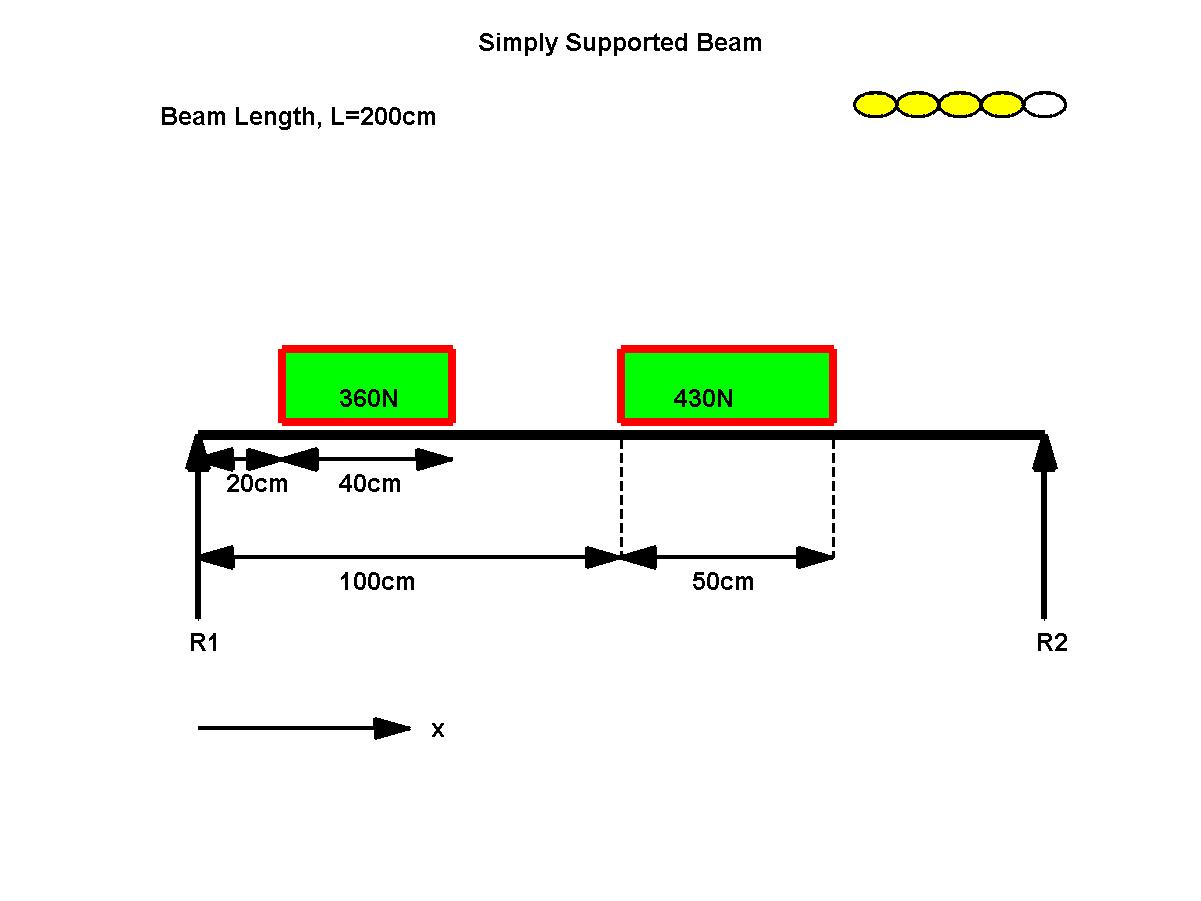 Simply Supported Beam
Beam Length, L=200cm
360N
430N
20cm
40cm
100cm
50cm
R1
R2
x